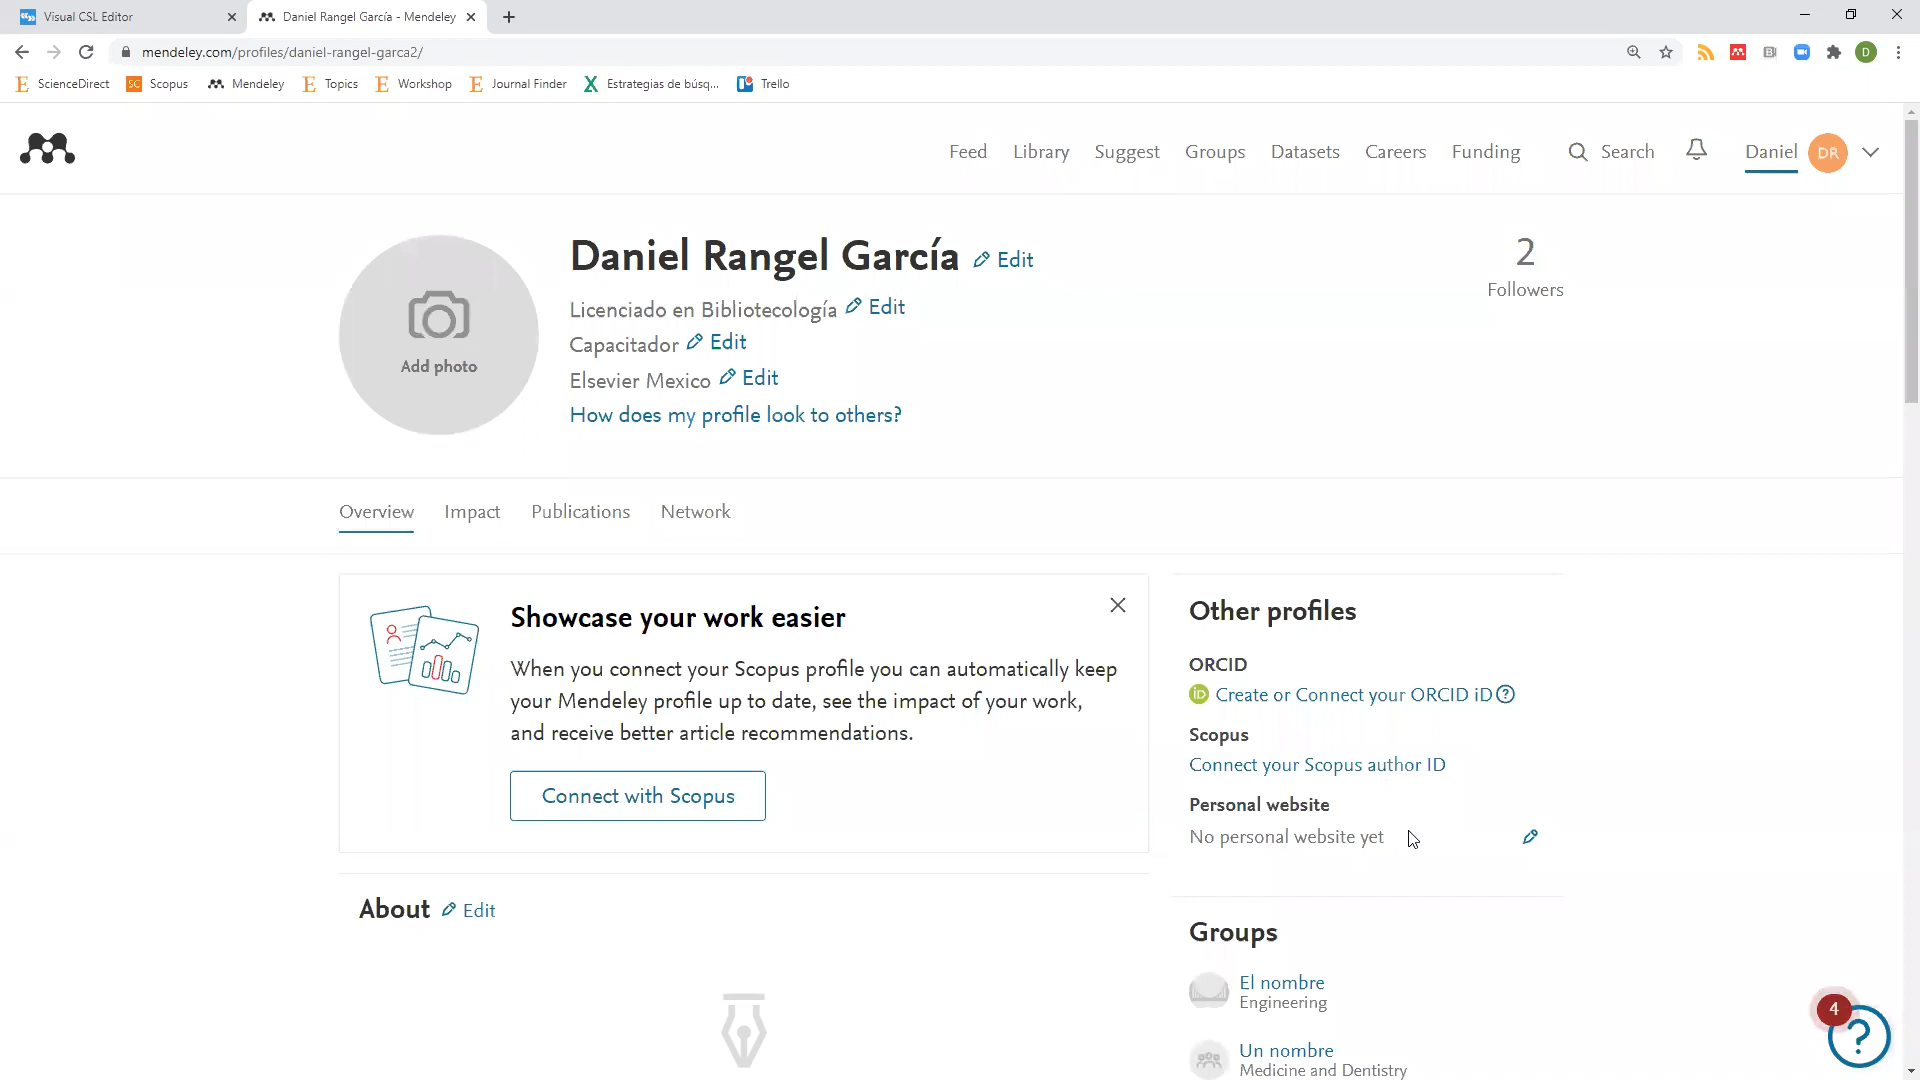 Visual CSL Editor
Daniel Rangel García - Mendeley
mendeley.com/profiles/daniel-rangel-garca2/
D
ScienceDirect
SC Scopus
Mendeley
Topics
Workshop
Journal Finder
Estrategias de búsq...
Trello
Feed
Library
Suggest
Groups
Datasets
Careers
Funding
Search
Daniel
DR
Add photo
Daniel Rangel García Edit
Licenciado en Bibliotecología Edit
Capacitador Edit
Elsevier Mexico Edit
How does my profile look to others?
2
Followers
Overview
Impact
Publications
Network
Showcase your work easier
When you connect your Scopus profile you can automatically keep
your Mendeley profile up to date, see the impact of your work,
and receive better article recommendations.
Connect with Scopus
About Edit
Other profiles
ORCID
iD Create or Connect your ORCID iD ?
Scopus
Connect your Scopus author ID
Personal website
No personal website yet
Groups
El nombre
Engineering
Un nombre
Medicine and Dentistry
4
?